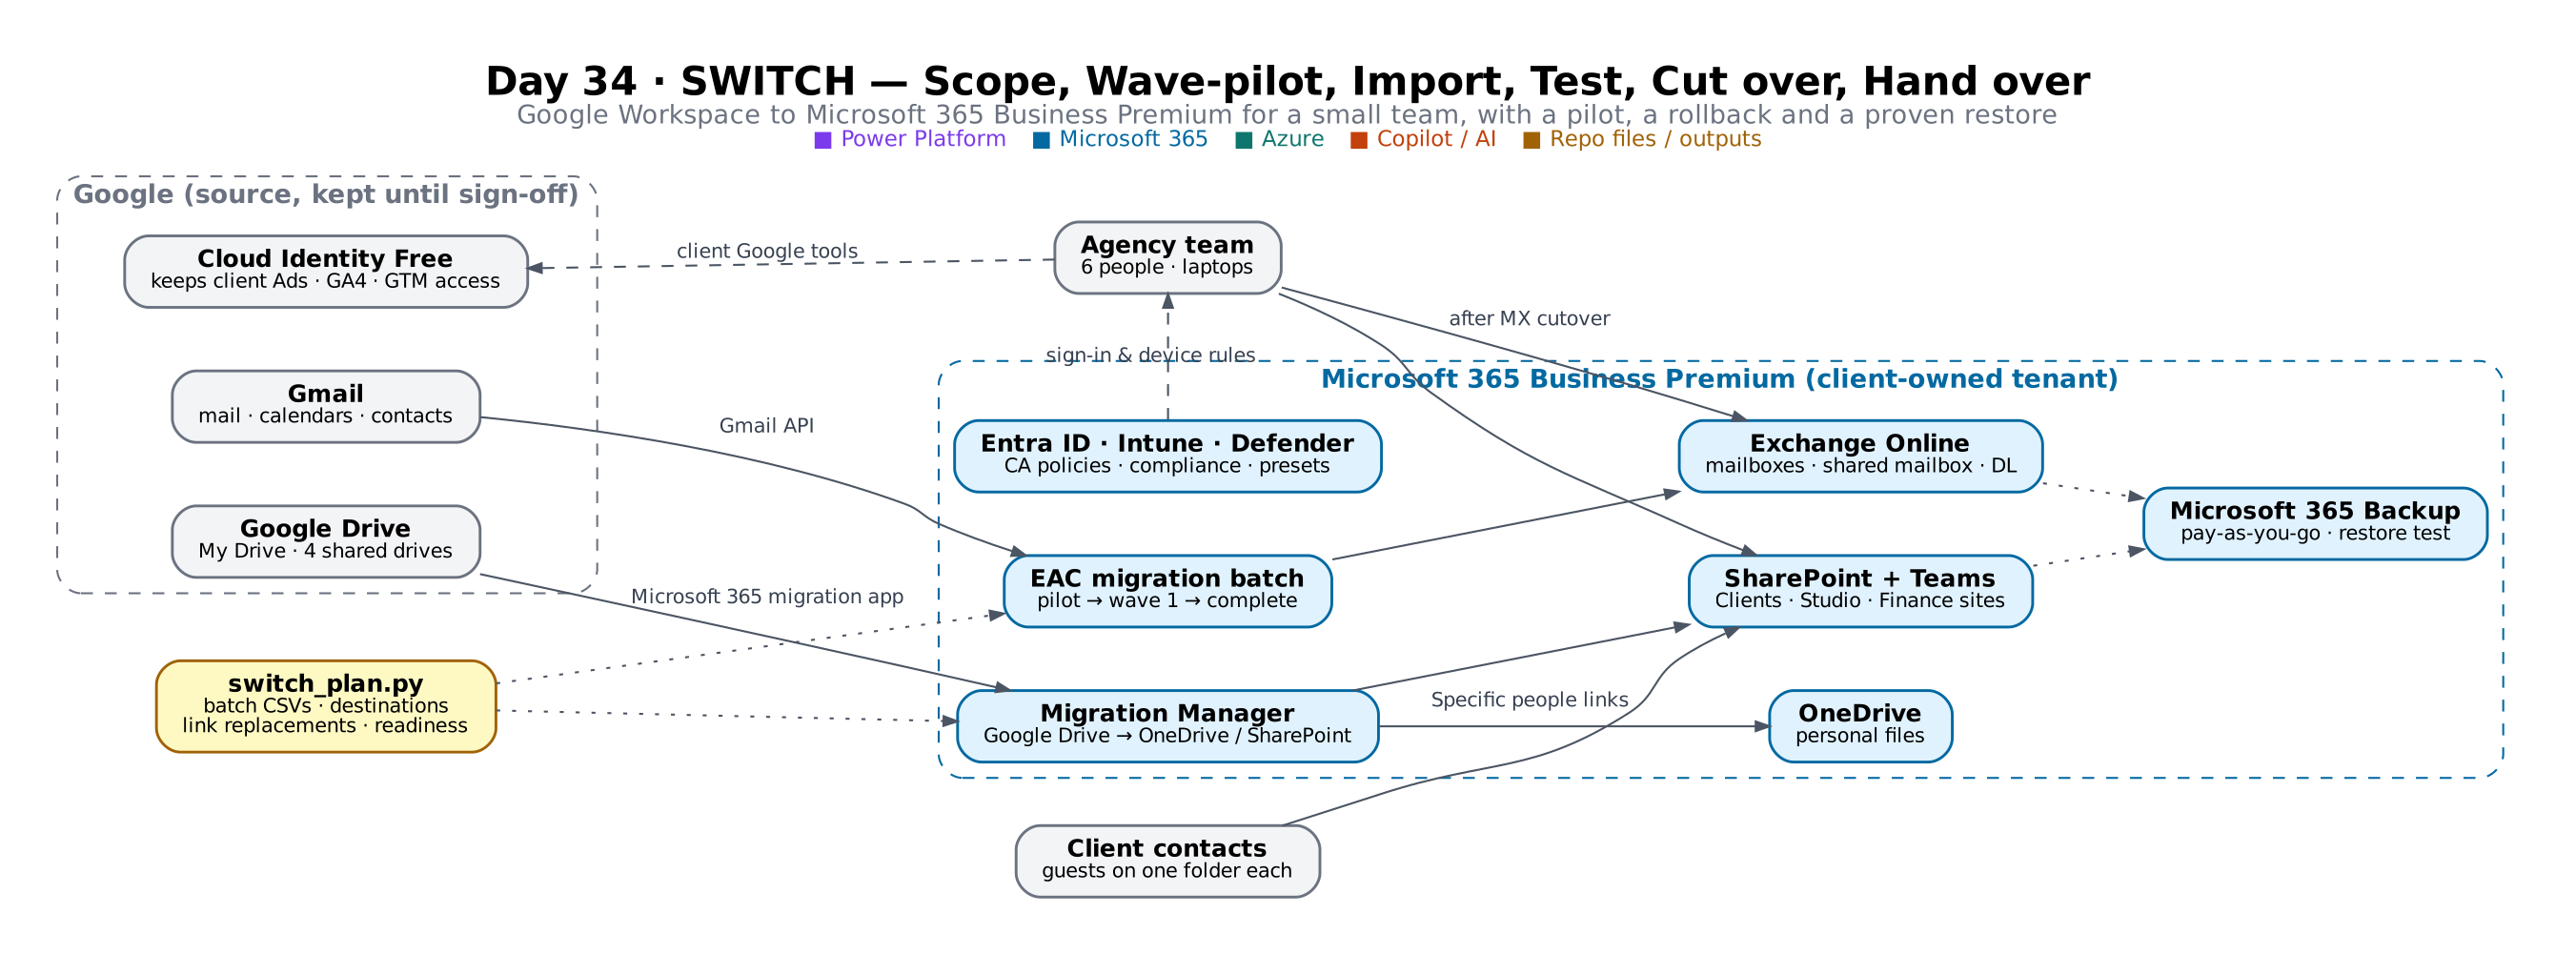 Day 34 · SWITCH — Scope, Wave-pilot, Import, Test, Cut over, Hand over
Google Workspace to Microsoft 365 Business Premium for a small team, with a pilot, a rollback and a proven restore
■ Power Platform ■ Microsoft 365 ■ Azure ■ Copilot / AI ■ Repo files / outputs
Google (source, kept until sign-off)
Cloud Identity Free
keeps client Ads · GA4 · GTM access
client Google tools
Agency team
6 people · laptops
after MX cutover
sign-in & device rules
Microsoft 365 Business Premium (client-owned tenant)
Gmail
mail · calendars · contacts
Gmail API
Entra ID · Intune · Defender
CA policies · compliance · presets
Exchange Online
mailboxes · shared mailbox · DL
Microsoft 365 Backup
pay-as-you-go · restore test
Google Drive
My Drive · 4 shared drives
Microsoft 365 migration app
EAC migration batch
pilot → wave 1 → complete
SharePoint + Teams
Clients · Studio · Finance sites
switch_plan.py
batch CSVs · destinations
link replacements · readiness
Migration Manager
Google Drive → OneDrive / SharePoint
Specific people links
OneDrive
personal files
Client contacts
guests on one folder each